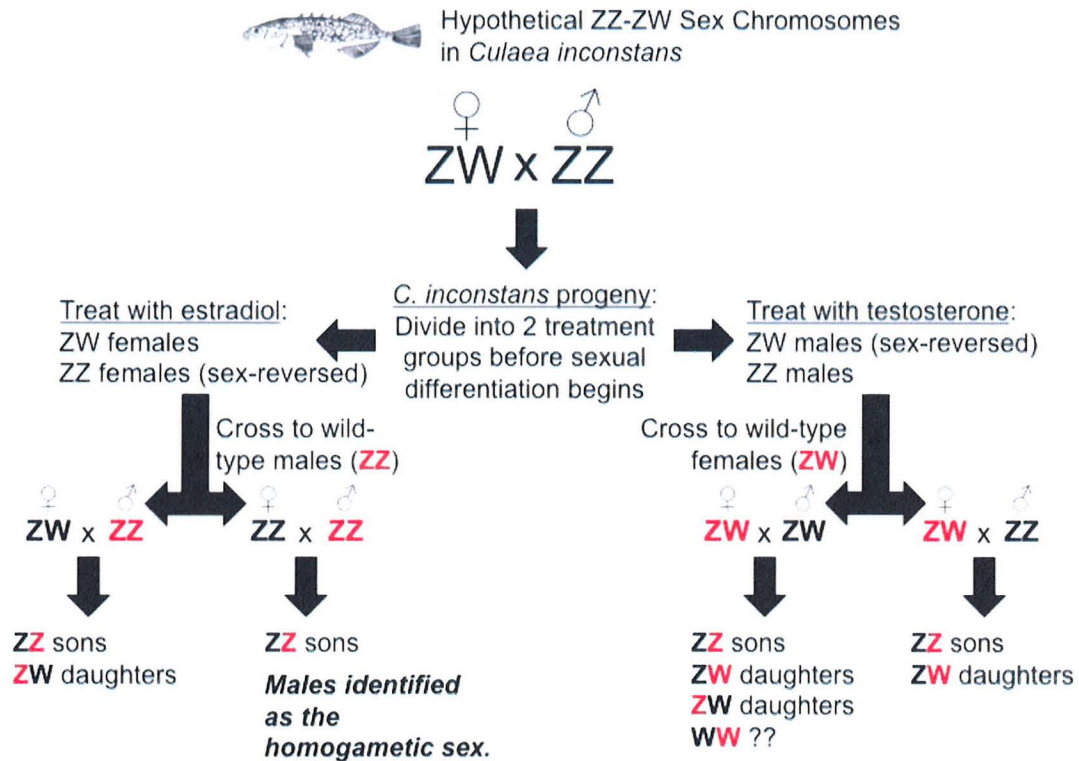 Hypothetical ZZ-ZW Sex Chromosomes
in Culaea inconstans
♀ ♂
ZW x ZZ
C. inconstans progeny:
Divide into 2 treatment
groups before sexual
differentiation begins
Treat with estradiol:
ZW females
ZZ females (sex-reversed)
Cross to wild-
type males (ZZ)
♀ ♂
ZW x ZZ
♀ ♂
ZZ x ZZ
ZZ sons
ZW daughters
ZZ sons
Males identified
as the
homogametic sex.
Treat with testosterone:
ZW males (sex-reversed)
ZZ males
Cross to wild-type
females (ZW)
♀ ♂
ZW x ZW
♀ ♂
ZW x ZZ
ZZ sons
ZW daughters
ZW daughters
WW ??
ZZ sons
ZW daughters